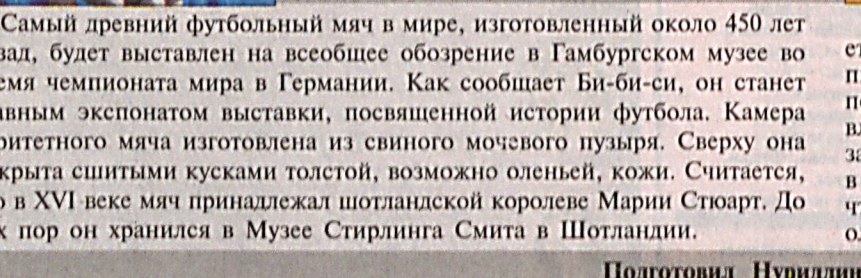 Самый древний футбольный мяч в мире, изготовленный около 450 лет
зад, будет выставлен на всеобщее обозрение в Гамбургском музее во
емя чемпионата мира в Германии. Как сообщает Би-би-си, он станет
авным экспонатом выставки, посвященной истории футбола. Камера
ритетного мяча изготовлена из свиного мочевого пузыря. Сверху она
крыта сшитыми кусками толстой, возможно оленьей, кожи. Считается,
о в XVI веке мяч принадлежал шотландской королеве Марии Стюарт. До
х пор он хранился в Музее Стирлинга Смита в Шотландии.
Подготовил